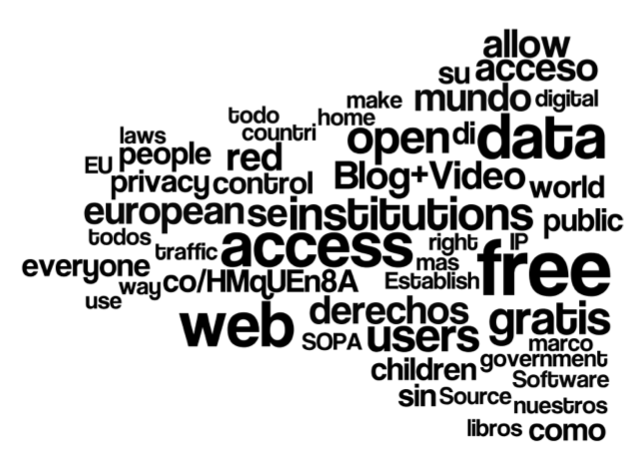 allow
su acceso
make mundo digital
todo home
laws countri open di data
EU people red
privacy control Blog+Video world
european se institutions public
todos traffic access right IP
everyone mas free
way co/HMqUEn8A Establish
use
web derechos gratis
SOPA users marco
children government
Software
sin Source nuestros
libros como